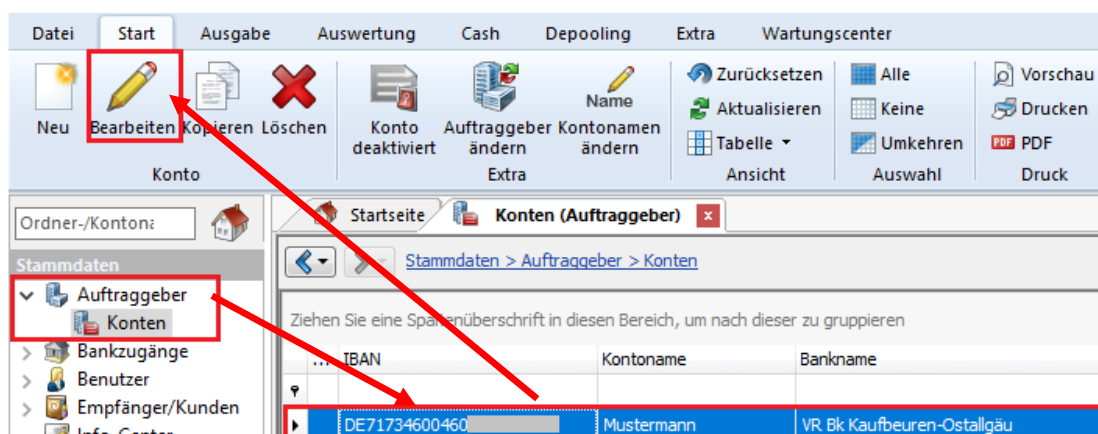 Datei Start Ausgabe Auswertung Cash Depooling Extra Wartungscenter
Neu Bearbeiten Kopieren Löschen
Konto deaktiviert
Auftraggeber ändern
Name
Kontonamen ändern
Zurücksetzen
Aktualisieren
Tabelle
Alle
Keine
Umkehren
Vorschau
Drucken
PDF PDF
Konto Extra Ansicht Auswahl Druck
Ordner-/Kontona
Startseite Konten (Auftraggeber) x
Stammdaten
Stammdaten > Auftraggeber > Konten
Auftraggeber
Konten
Bankzugänge
Benutzer
Empfänger/Kunden
Ziehen Sie eine Spaltenüberschrift in diesen Bereich, um nach dieser zu gruppieren
IBAN Kontoname Bankname
DE71734600460 Mustermann VR Bk Kaufbeuren-Ostallgäu